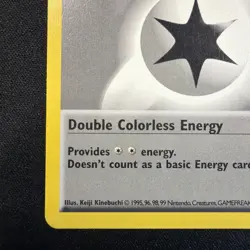 Double Colorless Energy
Provides energy.
Doesn't count as a basic Energy card
Illus. Keiji Kinebuchi © 1995, 96, 98, 99 Nintendo, Creatures, GAMEFREAK